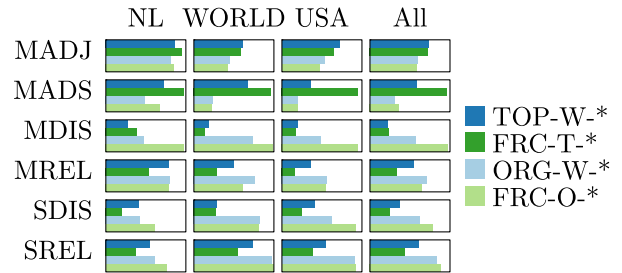 NL WORLD USA All
MADJ
MADS
MDIS
MREL
SDIS
SREL
TOP-W-*
FRC-T-*
ORG-W-*
FRC-O-*